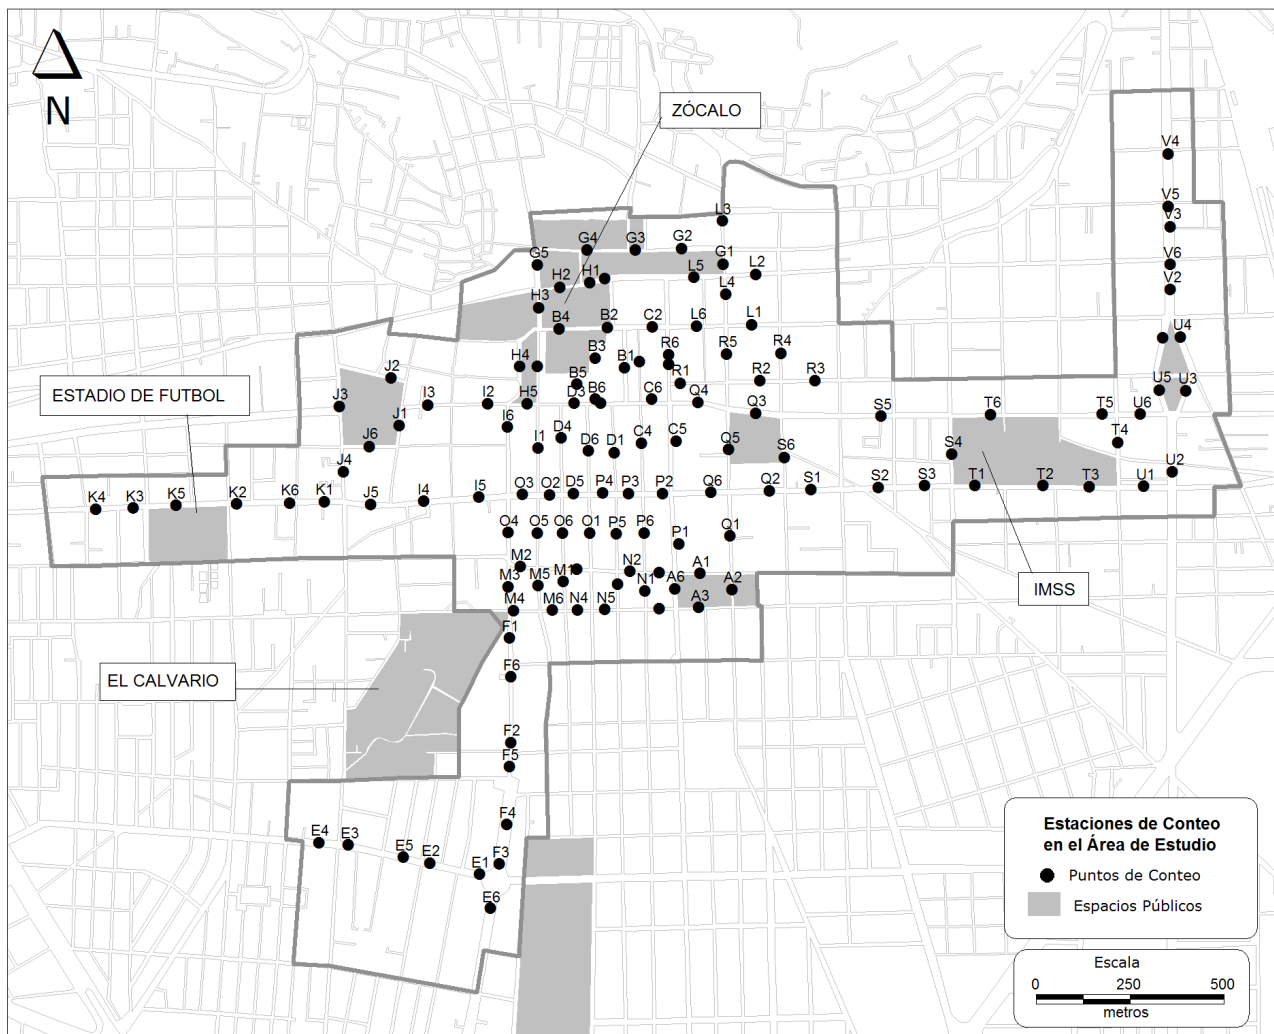 N
ZÓCALO
V4
V5
V3
V6
V2
L3
G4
G3
G2
G5
G1
L2
H2
H1
L5
H3
L4
B4
B2
C2
L6
L1
U4
B3
R6
R5
R4
H4
B1
J2
R1
R2
R3
B5
U5
U3
ESTADIO DE FUTBOL
J3
I3
I2
H5
D3
B6
C6
Q4
Q3
S5
T6
T5
U6
J1
I6
D4
C4
C5
T4
J6
I1
D6
D1
Q5
S6
S4
J4
U2
K4
K3
K5
K2
K6
K1
J5
I4
I5
O3
O2
D5
P4
P3
P2
Q6
Q2
S1
S2
S3
T1
T2
T3
U1
O4
O5
O6
O1
P5
P6
P1
Q1
M2
N2
A1
M3
M5
M1
N1
A6
A2
IMSS
M4
M6
N4
N5
A3
F1
EL CALVARIO
F6
F2
F5
F4
E4
E3
E5
E2
E1
F3
E6
Estaciones de Conteo
en el Área de Estudio
Puntos de Conteo
Espacios Públicos
Escala
0 250 500
metros